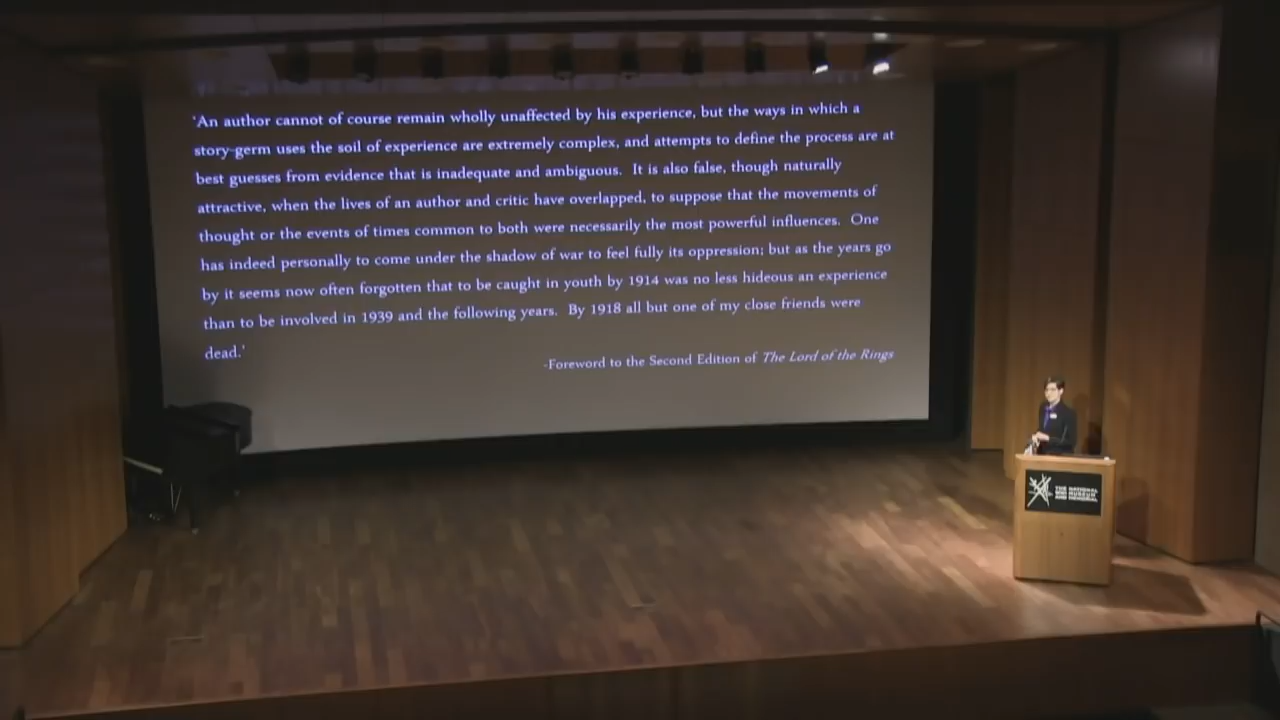 'An author cannot of course remain wholly unaffected by his experience, but the ways in which a
story-germ uses the soil of experience are extremely complex, and attempts to define the process are at
best guesses from evidence that is inadequate and ambiguous.  It is also false, though naturally
attractive, when the lives of an author and critic have overlapped, to suppose that the movements of
thought or the events of times common to both were necessarily the most powerful influences.  One
has indeed personally to come under the shadow of war to feel fully its oppression; but as the years go
by it seems now often forgotten that to be caught in youth by 1914 was no less hideous an experience
than to be involved in 1939 and the following years.  By 1918 all but one of my close friends were
dead.'
-Foreword to the Second Edition of The Lord of the Rings
THE NATIONAL
WWI MUSEUM
AND MEMORIAL